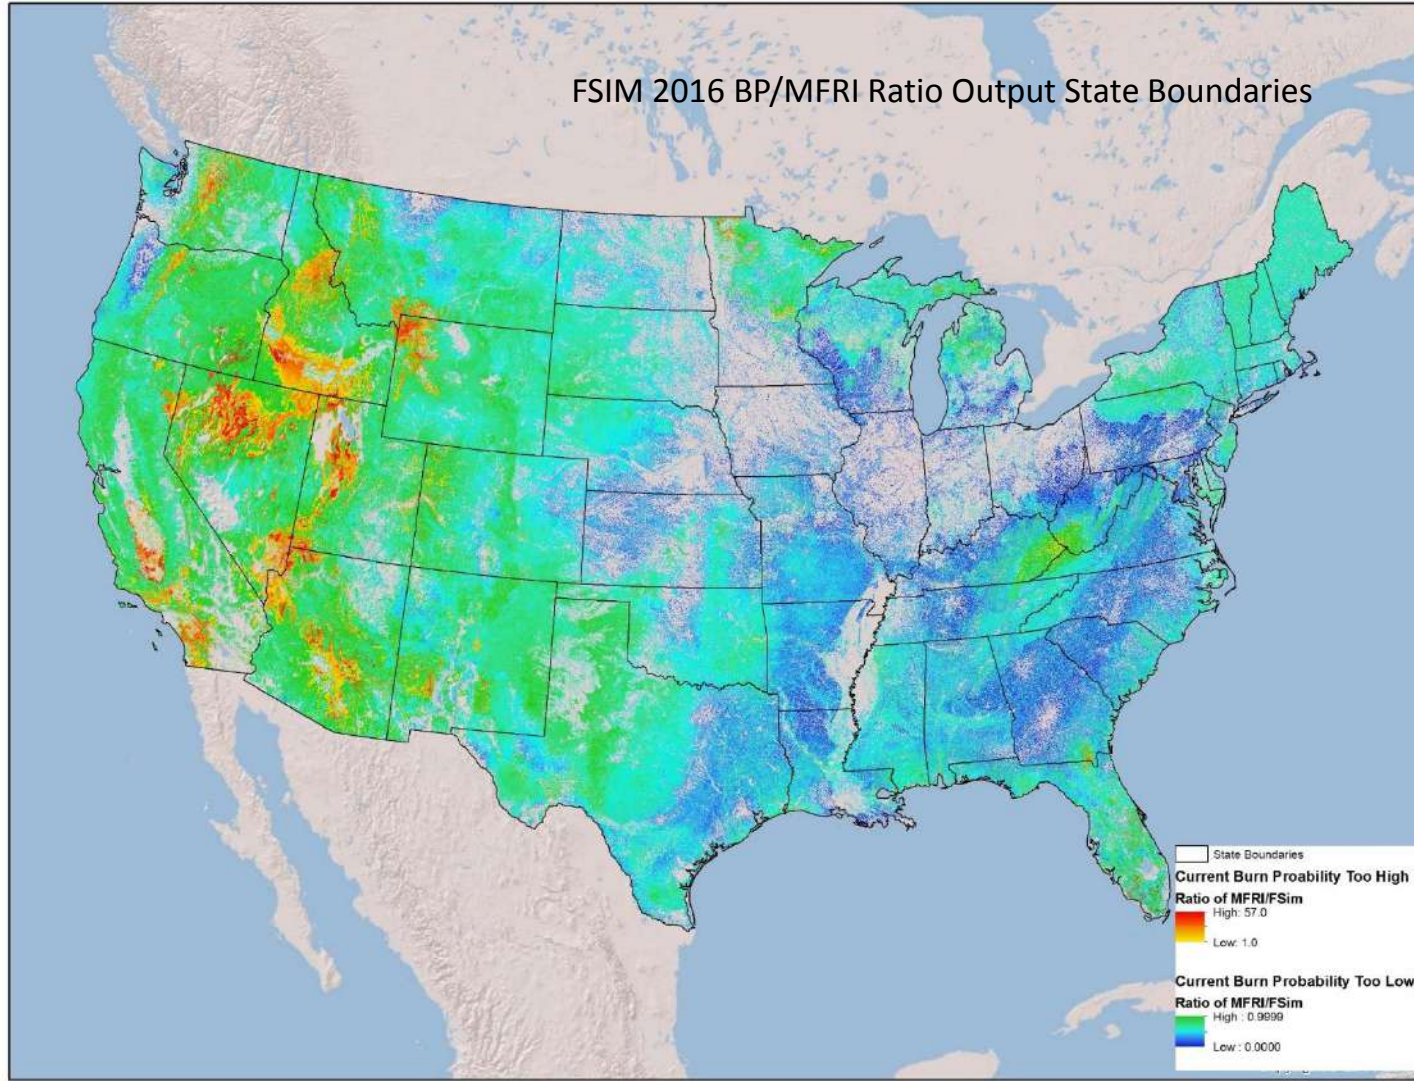 FSIM 2016 BP/MFRI Ratio Output State Boundaries
State Boundaries
Current Burn Proability Too High
Ratio of MFRI/FSim
High: 57.0
Low: 1.0
Current Burn Probability Too Low
Ratio of MFRI/FSim
High : 0.9999
Low : 0.0000